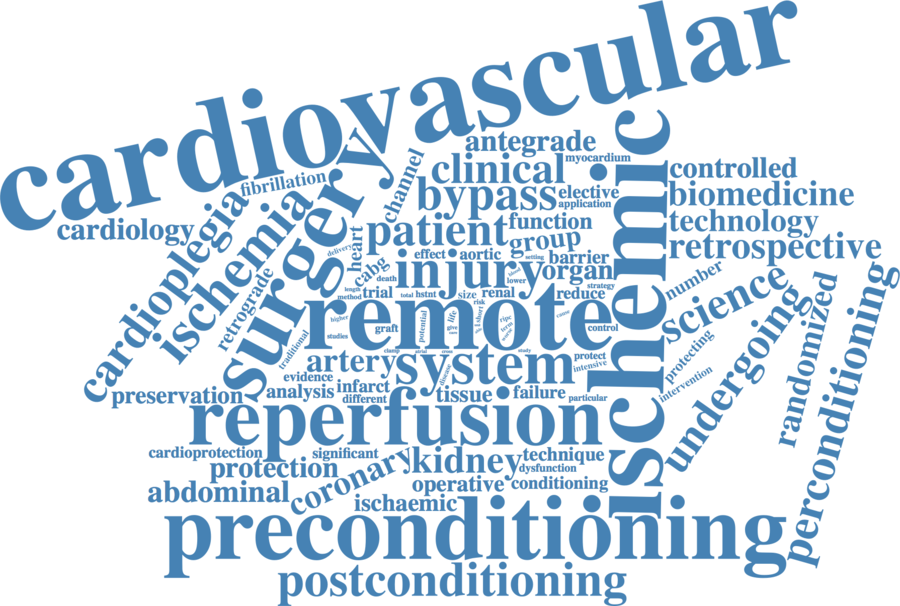 cardiovascular
antegrade
clinical
myocardium
channel
fibrillation
bypass
elective
application
ischemic
controlled
biomedicine
technology
retrospective
cardiology
cardioplegia
ischemia
surgery
patient
function
group
heart
delivery
effect
aortic
setting
barrier
cabg
death
injury
blood
lower
organ
strategy
number
science
retrograde
length
method
trial
total
hstnt
size
risk
renal
reduce
remote
higher
studies
graft
potential
life
give
short
ripc
term
cause
control
traditional
clamp
atrial
cross
study
artery
system
disease
protect
intensive
protecting
intervention
undergoing
randomized
perconditioning
evidence
preservation
analysis
infarct
different
tissue
failure
particular
reperfusion
cardioprotection
significant
protection
coronary
kidney
technique
dysfunction
abdominal
operative
conditioning
ischaemic
preconditioning
postconditioning